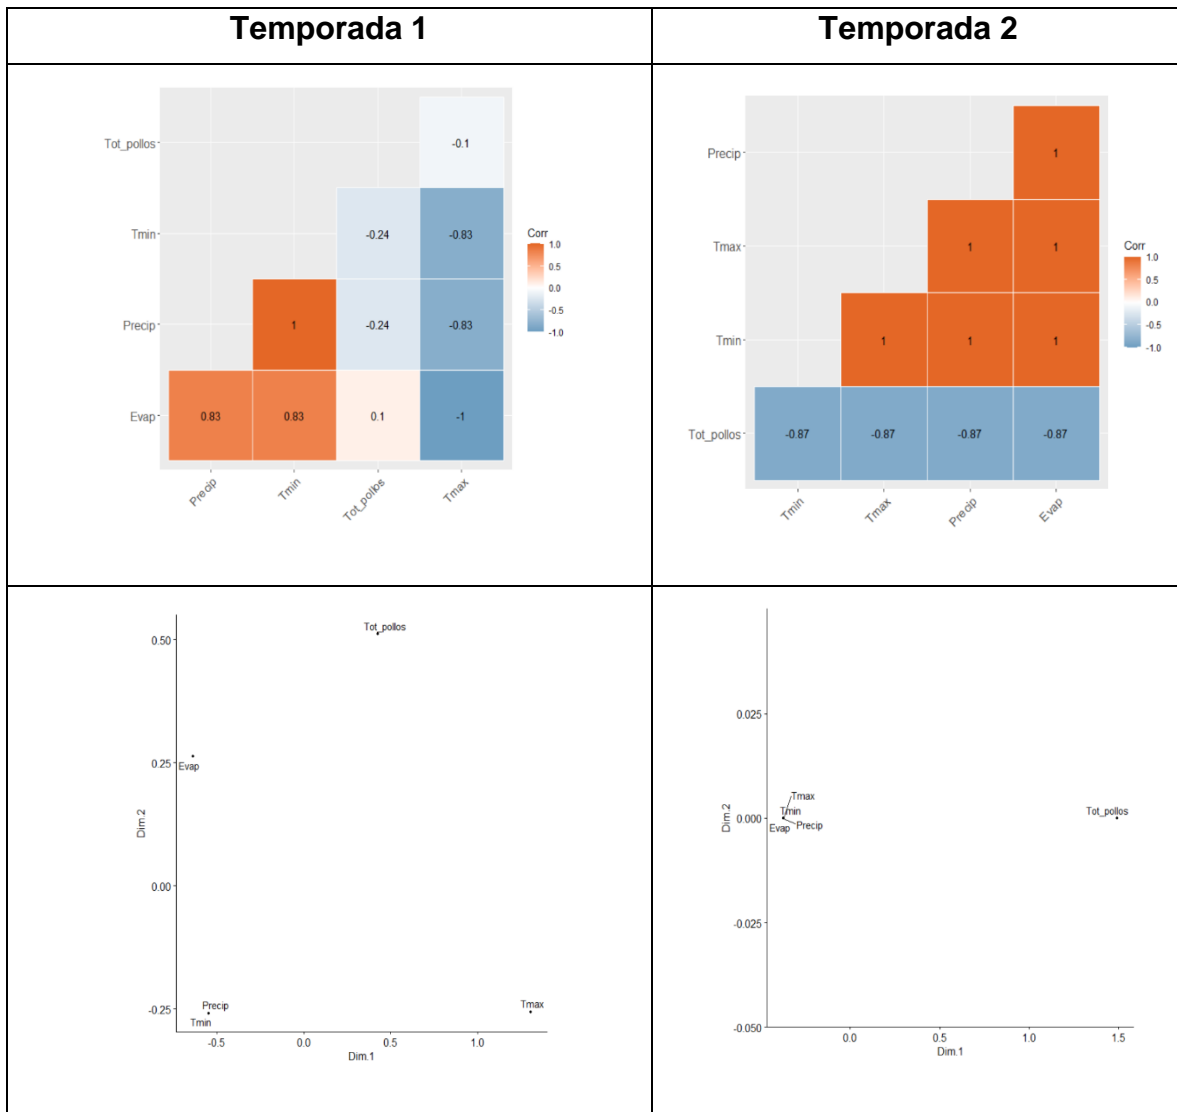 Temporada 1
Temporada 2
Tot_pollos
-0.1
Tmin
-0.24
-0.83
Precip
1
-0.24
-0.83
Evap
0.83
0.83
0.1
-1
Precip
Tmin
Tot_pollos
Tmax
Corr
1.0
0.5
0.0
-0.5
-1.0
Precip
1
Tmax
1
1
Tmin
1
1
1
Tot_pollos
-0.87
-0.87
-0.87
-0.87
Tmin
Tmax
Precip
Evap
Corr
1.0
0.5
0.0
-0.5
-1.0
Dim.2
0.50
0.25
0.00
-0.25
Tot_pollos
Evap
Precip
Tmin
Tmax
-0.5
0.0
0.5
1.0
Dim.1
Dim.2
0.025
0.000
-0.025
-0.050
Tmax
Tmin
Evap
Precip
Tot_pollos
0.0
0.5
1.0
1.5
Dim.1